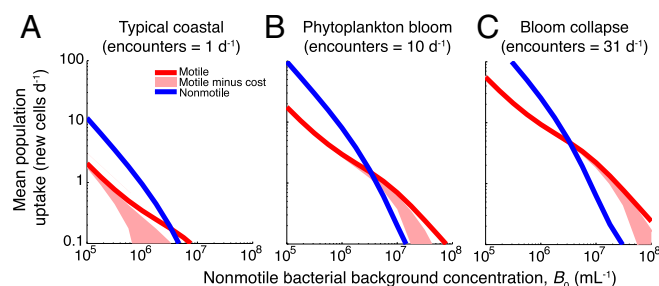 A
Typical coastal
(encounters = 1 d⁻¹)
B
Phytoplankton bloom
(encounters = 10 d⁻¹)
C
Bloom collapse
(encounters = 31 d⁻¹)
Mean population
uptake (new cells d⁻¹)
100
10
1
0.1
Motile
Motile minus cost
Nonmotile
10⁵
10⁶
10⁷
10⁸
10⁵
10⁶
10⁷
10⁸
10⁵
10⁶
10⁷
10⁸
Nonmotile bacterial background concentration, B₀ (mL⁻¹)